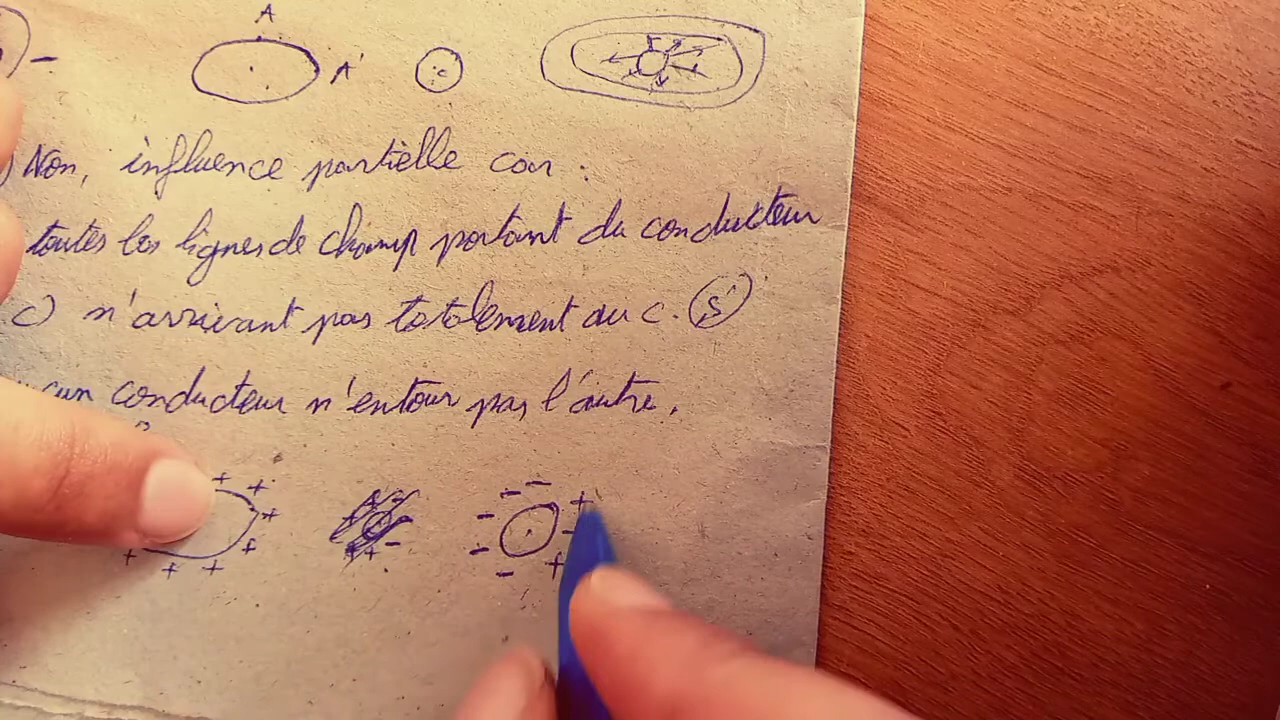 A
A'
c
Non, influence partielle car :
toutes les lignes de champ partant du conducteur
c) n'arrivant pas totalement au c. S'
conducteur n'entour pas l'autre.
+ + + + + + + +
- - - - - - + - +